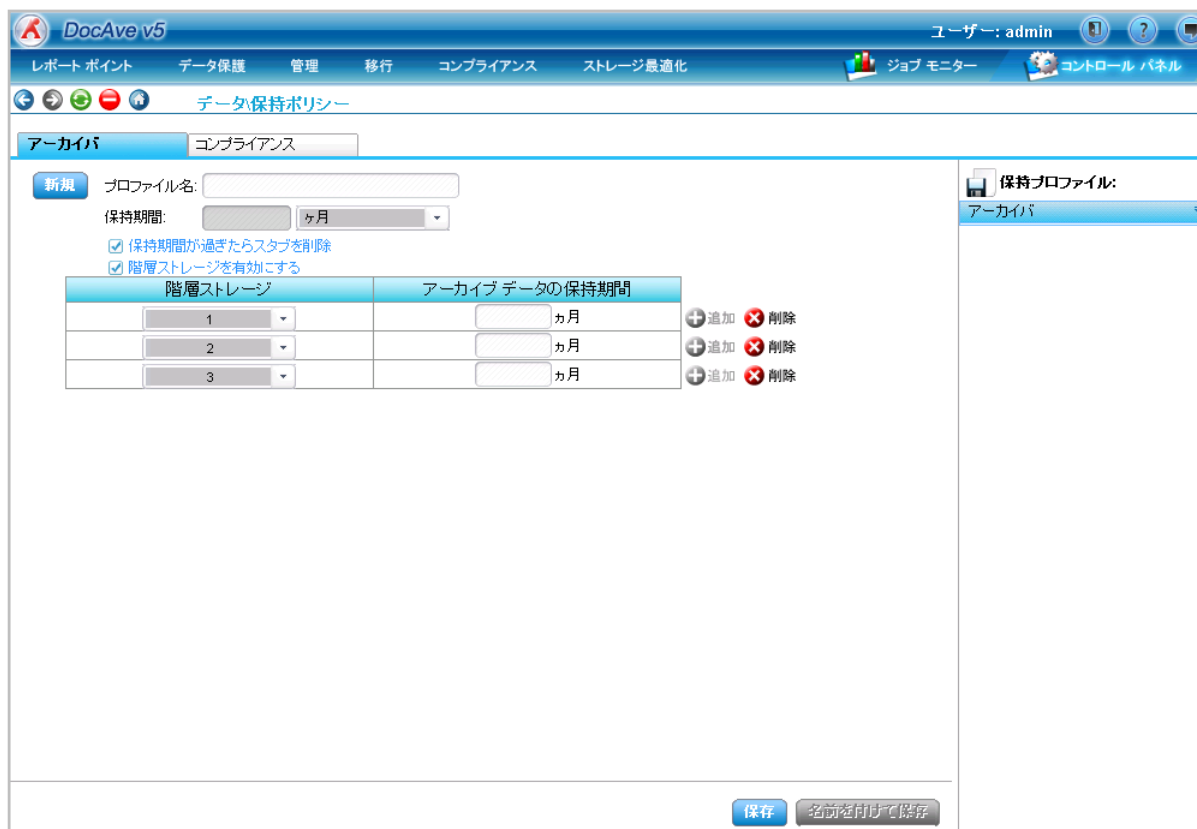 DocAve v5 ユーザー: admin ?
レポート ポイント データ保護 管理 移行 コンプライアンス ストレージ最適化 ジョブ モニター コントロール パネル
データ\保持ポリシー
アーカイバ コンプライアンス
新規 プロファイル名: 保持プロファイル:
保持期間: ヶ月 アーカイバ
保持期間が過ぎたらスタブを削除
階層ストレージを有効にする
階層ストレージ アーカイブ データの保持期間
1 ヵ月 追加 削除
2 ヵ月 追加 削除
3 ヵ月 追加 削除
保存 名前を付けて保存